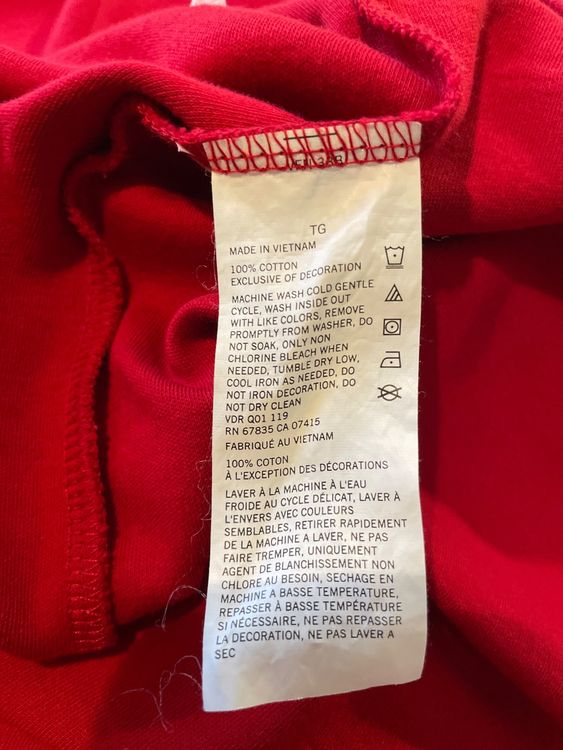 TG
MADE IN VIETNAM
100% COTTON
EXCLUSIVE OF DECORATION
MACHINE WASH COLD GENTLE
CYCLE, WASH INSIDE OUT
WITH LIKE COLORS, REMOVE
PROMPTLY FROM WASHER, DO
NOT SOAK, ONLY NON
CHLORINE BLEACH WHEN
NEEDED, TUMBLE DRY LOW,
COOL IRON AS NEEDED, DO
NOT IRON DECORATION, DO
NOT DRY CLEAN
VDR Q01 119
RN 67835 CA 07415
FABRIQUÉ AU VIETNAM
100% COTON
À L'EXCEPTION DES DÉCORATIONS
LAVER À LA MACHINE À L'EAU
FROIDE AU CYCLE DÉLICAT, LAVER À
L'ENVERS AVEC COULEURS
SEMBLABLES, RETIRER RAPIDEMENT
DE LA MACHINE A LAVER, NE PAS
FAIRE TREMPER, UNIQUEMENT
AGENT DE BLANCHISSEMENT NON
CHLORE AU BESOIN, SECHAGE EN
MACHINE A BASSE TEMPERATURE,
REPASSER À BASSE TEMPÉRATURE
SI NÉCESSAIRE, NE PAS REPASSER
LA DECORATION, NE PAS LAVER A
SEC